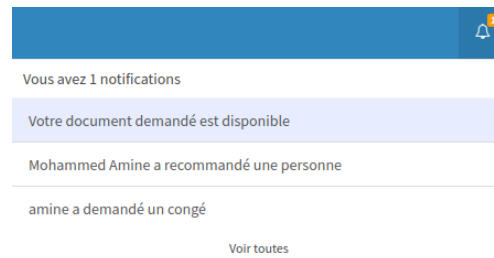 Vous avez 1 notifications
Votre document demandé est disponible
Mohammed Amine a recommandé une personne
amine a demandé un congé
Voir toutes